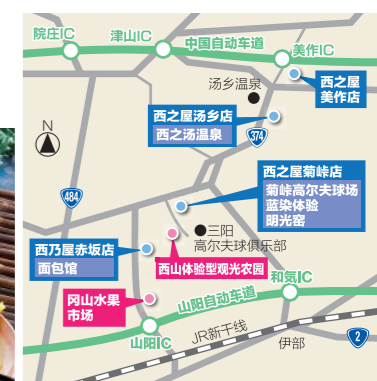 院庄IC
津山IC
中国自动车道
美作IC
汤乡温泉
西之屋
美作店
西之屋汤乡店
西之汤温泉
374
N
484
西之屋菊峠店
菊峠高尔夫球场
蓝染体验
明光窑
三阳
高尔夫球俱乐部
西乃屋赤坂店
面包馆
西山体验型观光农园
冈山水果
市场
和気IC
山阳自动车道
山阳IC
JR新干线
伊部
2